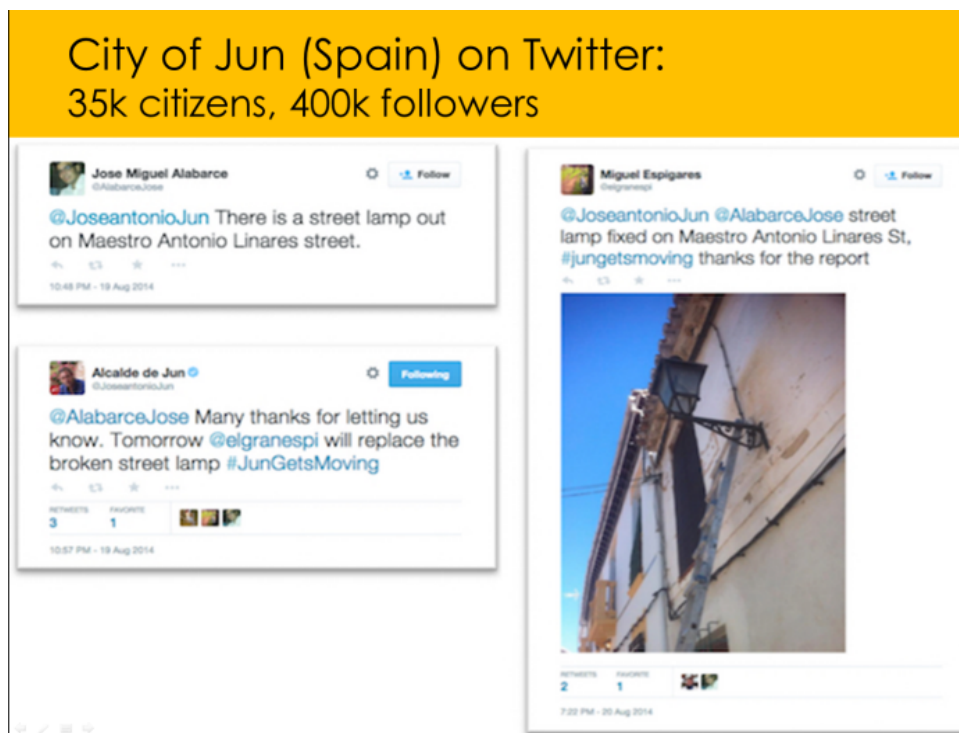 City of Jun (Spain) on Twitter:
35k citizens, 400k followers
Jose Miguel Alabarce
@AlabarceJose
Follow
@JoseantonioJun There is a street lamp out
on Maestro Antonio Linares street.
10:48 PM - 19 Aug 2014
Alcalde de Jun
@JoseantonioJun
Following
@AlabarceJose Many thanks for letting us
know. Tomorrow @elgranespi will replace the
broken street lamp #JunGetsMoving
RETWEETS FAVORITE
3 1
10:57 PM - 19 Aug 2014
Miguel Espigares
@elgranespi
Follow
@JoseantonioJun @AlabarceJose street
lamp fixed on Maestro Antonio Linares St,
#jungetsmoving thanks for the report
RETWEETS FAVORITE
2 1
7:22 PM - 20 Aug 2014